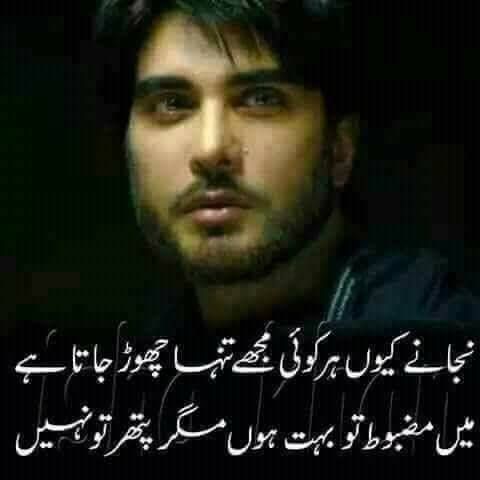 نجانے کیوں ہر کوئی مجھے تنہا چھوڑ جاتا ہے
میں مضبوط تو بہت ہوں مگر پتھر تو نہیں